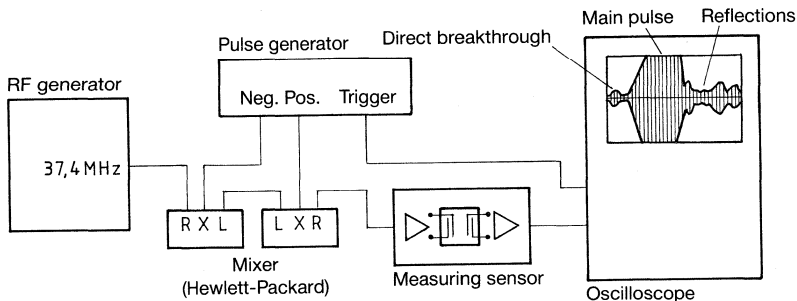 Pulse generator
Direct breakthrough
Main pulse
Reflections
RF generator
Neg. Pos. Trigger
37,4 MHz
R X L
L X R
Mixer
(Hewlett-Packard)
Measuring sensor
Oscilloscope